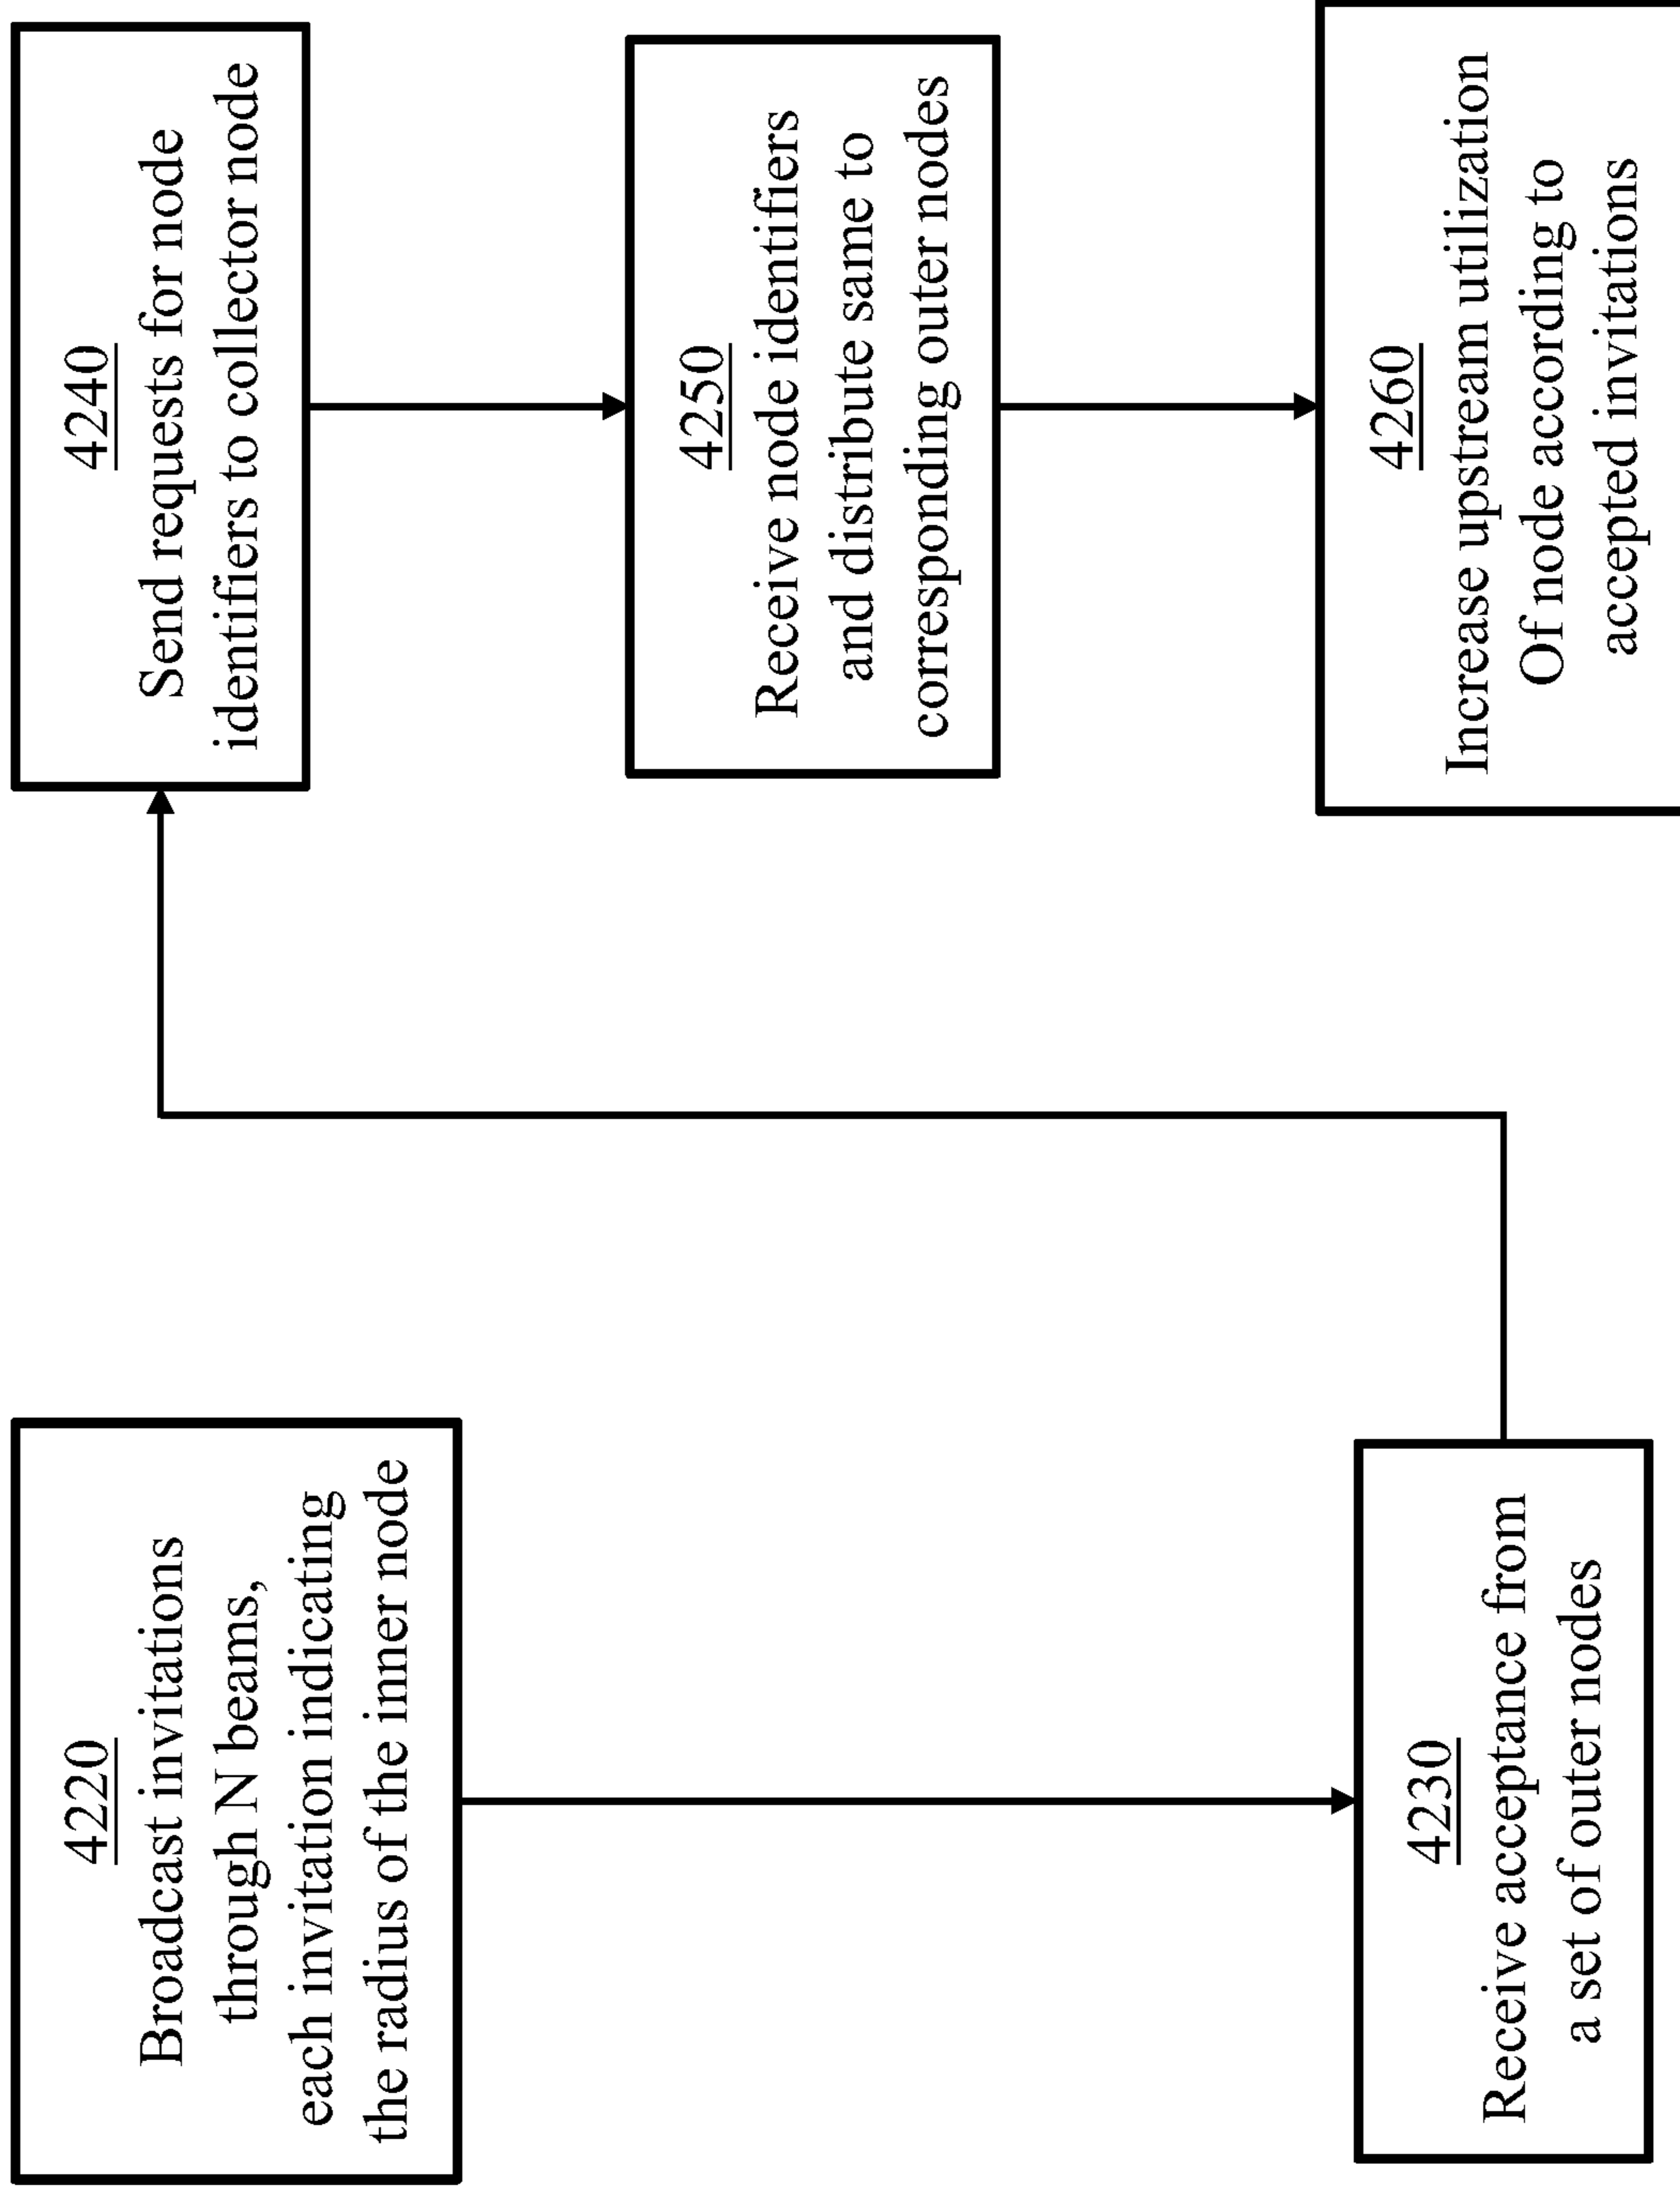 4220
Broadcast invitations
through N beams,
each invitation indicating
the radius of the inner node
4230
Receive acceptance from
a set of outer nodes
4240
Send requests for node
identifiers to collector node
4250
Receive node identifiers
and distribute same to
corresponding outer nodes
4260
Increase upstream utilization
Of node according to
accepted invitations